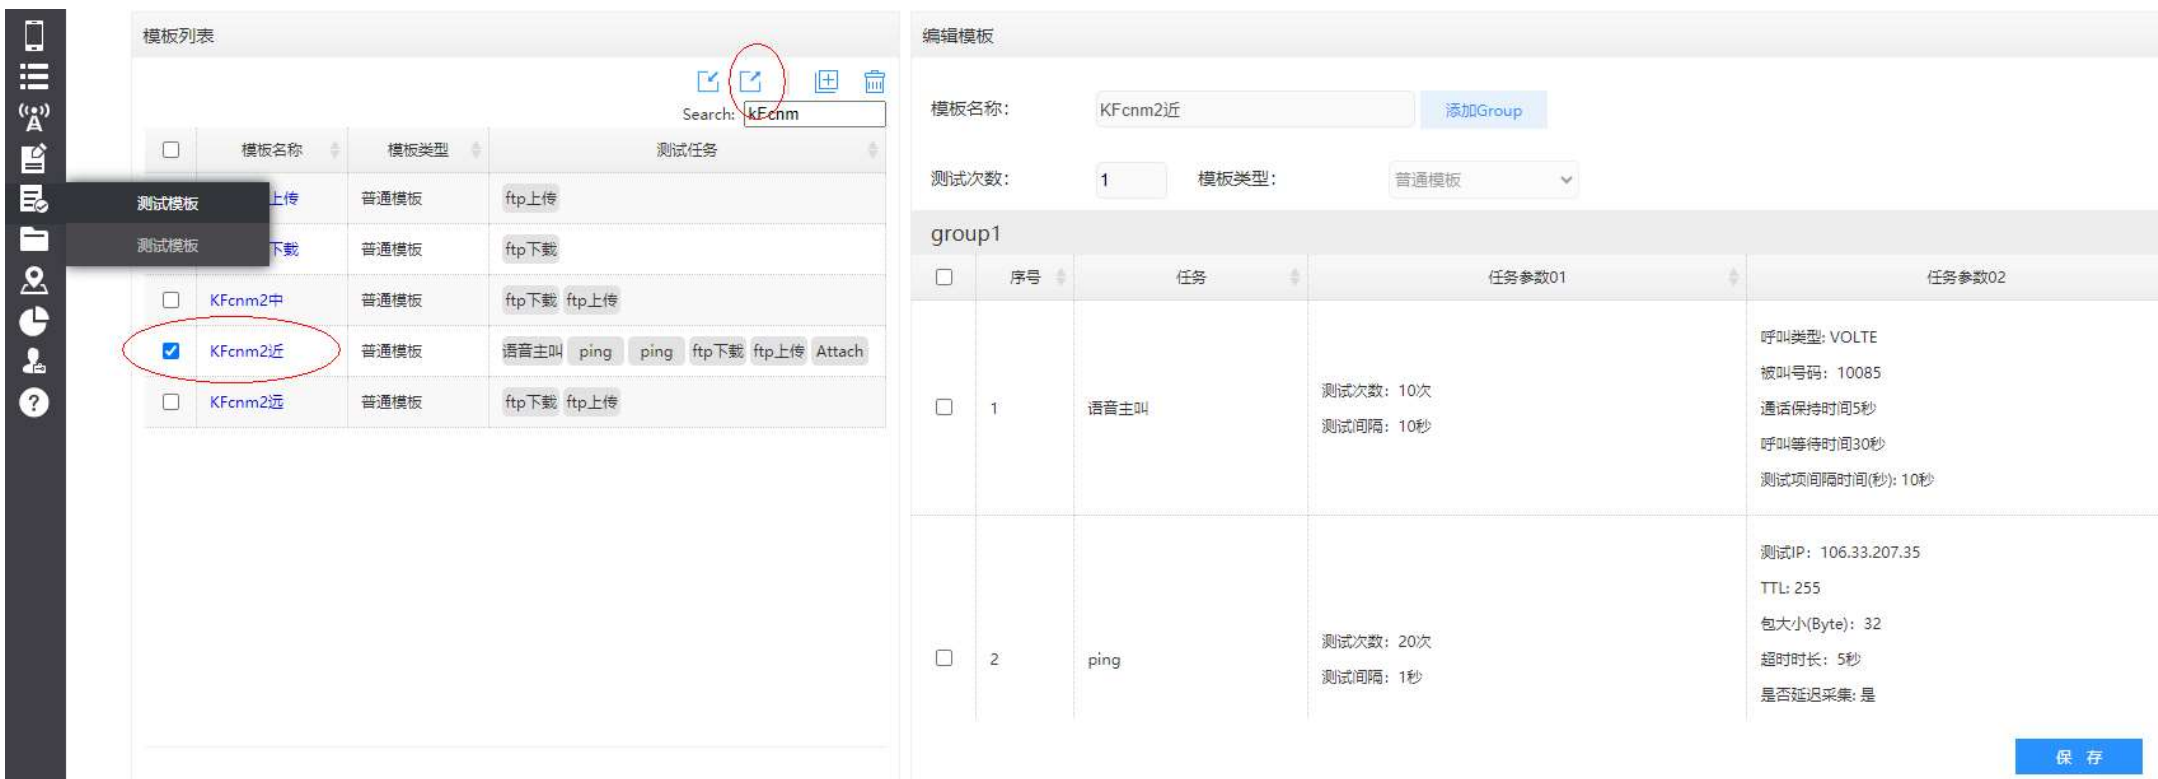 模板列表
Search: kFcnm
模板名称 模板类型 测试任务
测试模板
测试模板
上传 普通模板 ftp上传
下载 普通模板 ftp下载
KFcnm2中 普通模板 ftp下载 ftp上传
KFcnm2近 普通模板 语音主叫 ping ping ftp下载 ftp上传 Attach
KFcnm2远 普通模板 ftp下载 ftp上传
编辑模板
模板名称: KFcnm2近 添加Group
测试次数: 1 模板类型: 普通模板
group1
序号 任务 任务参数01 任务参数02
1 语音主叫
测试次数: 10次
测试间隔: 10秒
呼叫类型: VOLTE
被叫号码: 10085
通话保持时间5秒
呼叫等待时间30秒
测试项间隔时间(秒): 10秒
2 ping
测试次数: 20次
测试间隔: 1秒
测试IP: 106.33.207.35
TTL: 255
包大小(Byte): 32
超时时长: 5秒
是否延迟采集: 是
保 存